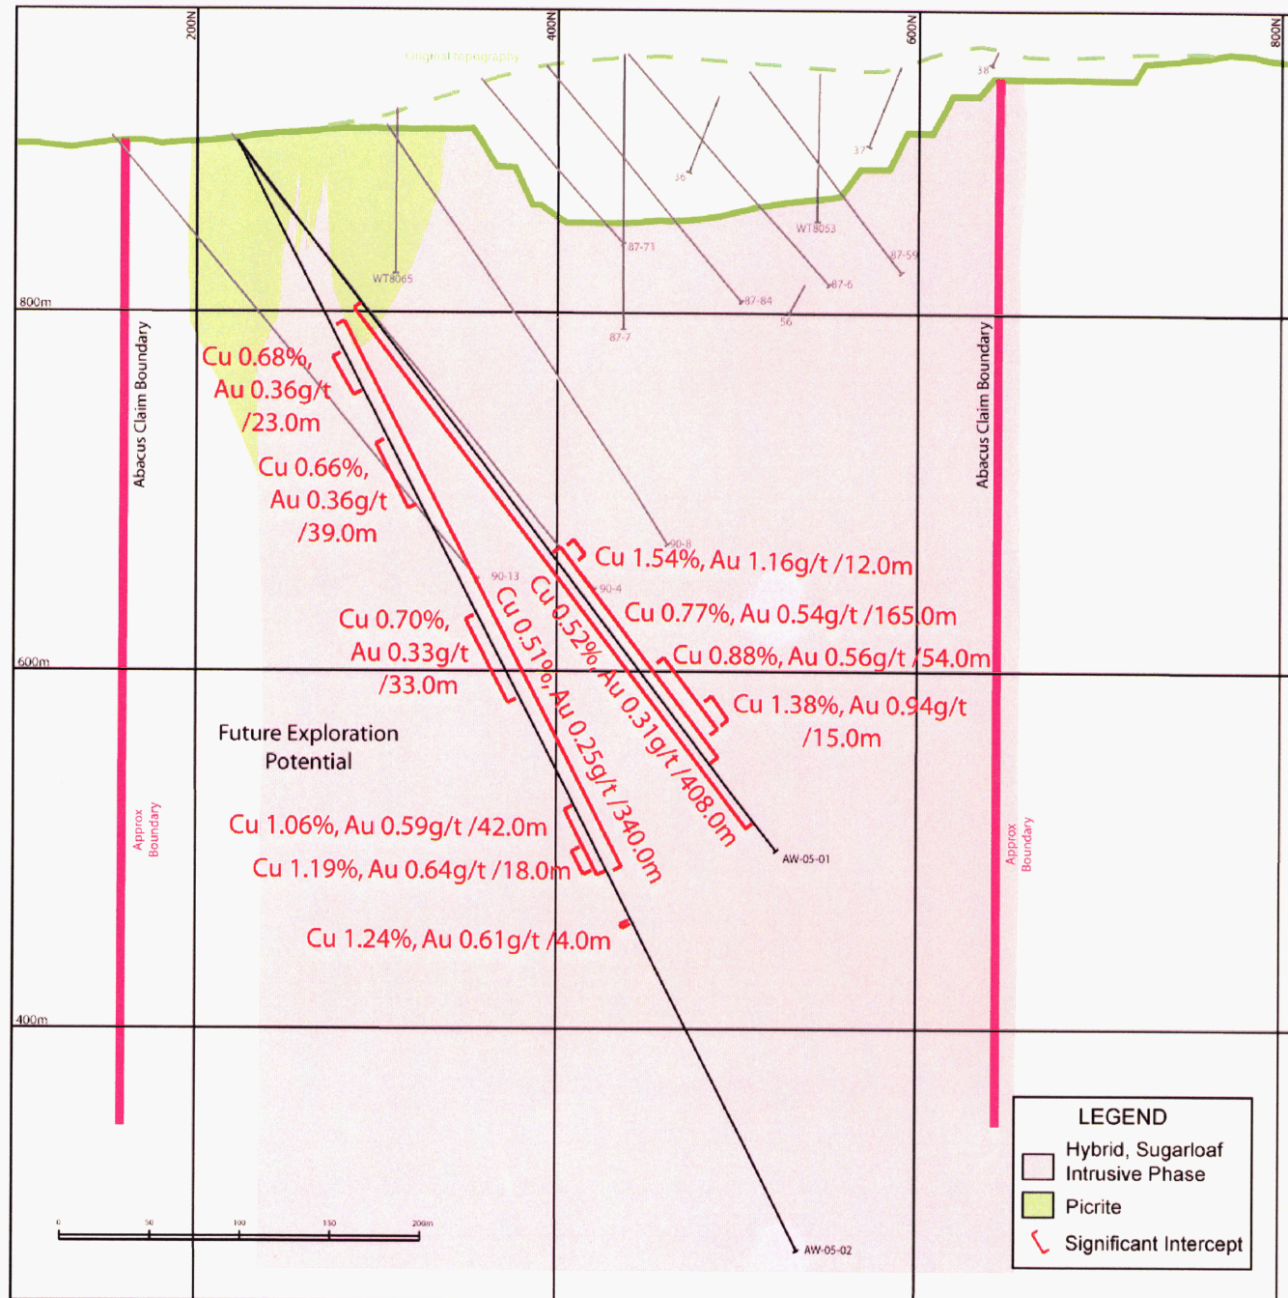 200N
400N
600N
800N
Original topography
38
37
36
WT8053
87-71
87-59
WT8065
87-84
87-6
56
87-7
800m
Abacus Claim Boundary
Abacus Claim Boundary
Cu 0.68%,
Au 0.36g/t
/23.0m
Cu 0.66%,
Au 0.36g/t
/39.0m
90-8
90-13
90-4
Cu 1.54%, Au 1.16g/t /12.0m
Cu 0.77%, Au 0.54g/t /165.0m
Cu 0.88%, Au 0.56g/t /54.0m
Cu 1.38%, Au 0.94g/t
/15.0m
Cu 0.52%, Au 0.31g/t /408.0m
Cu 0.51%, Au 0.25g/t /340.0m
Cu 0.70%,
Au 0.33g/t
/33.0m
600m
Future Exploration
Potential
Approx
Boundary
Approx
Boundary
Cu 1.06%, Au 0.59g/t /42.0m
Cu 1.19%, Au 0.64g/t /18.0m
Cu 1.24%, Au 0.61g/t /4.0m
AW-05-01
400m
AW-05-02
0 50 100 150 200m
LEGEND
Hybrid, Sugarloaf
Intrusive Phase
Picrite
Significant Intercept